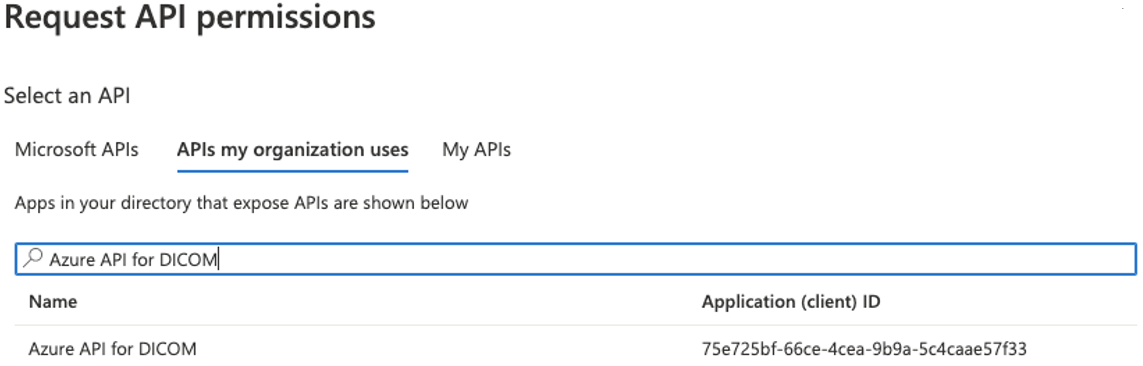 Request API permissions
Select an API
Microsoft APIs APIs my organization uses My APIs
Apps in your directory that expose APIs are shown below
Azure API for DICOM
Name Application (client) ID
Azure API for DICOM 75e725bf-66ce-4cea-9b9a-5c4caae57f33